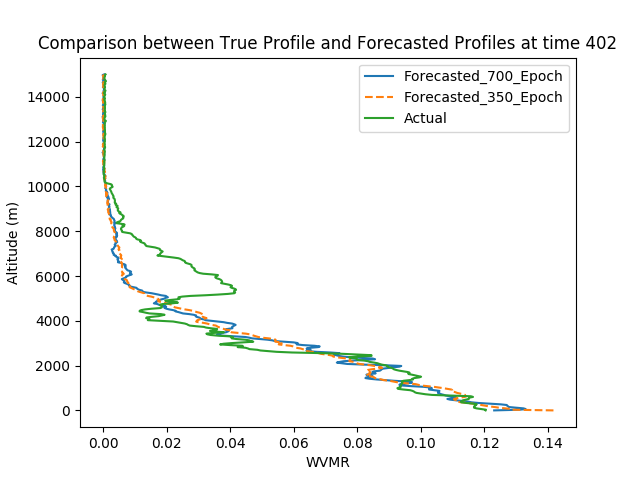 Comparison between True Profile and Forecasted Profiles at time 402
Forecasted_700_Epoch
Forecasted_350_Epoch
Actual
14000
12000
10000
8000
6000
4000
2000
0
Altitude (m)
0.00 0.02 0.04 0.06 0.08 0.10 0.12 0.14
WVMR